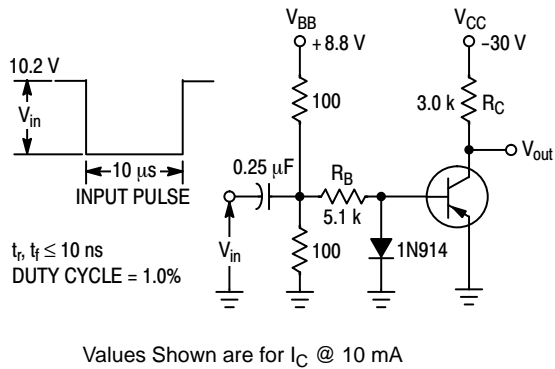 V_BB
+8.8 V
V_CC
–30 V
10.2 V
V_in
10 μs
INPUT PULSE
100
3.0 k
R_C
V_out
0.25 μF
R_B
5.1 k
V_in
100
1N914
t_r, t_f ≤ 10 ns
DUTY CYCLE = 1.0%
Values Shown are for I_C @ 10 mA